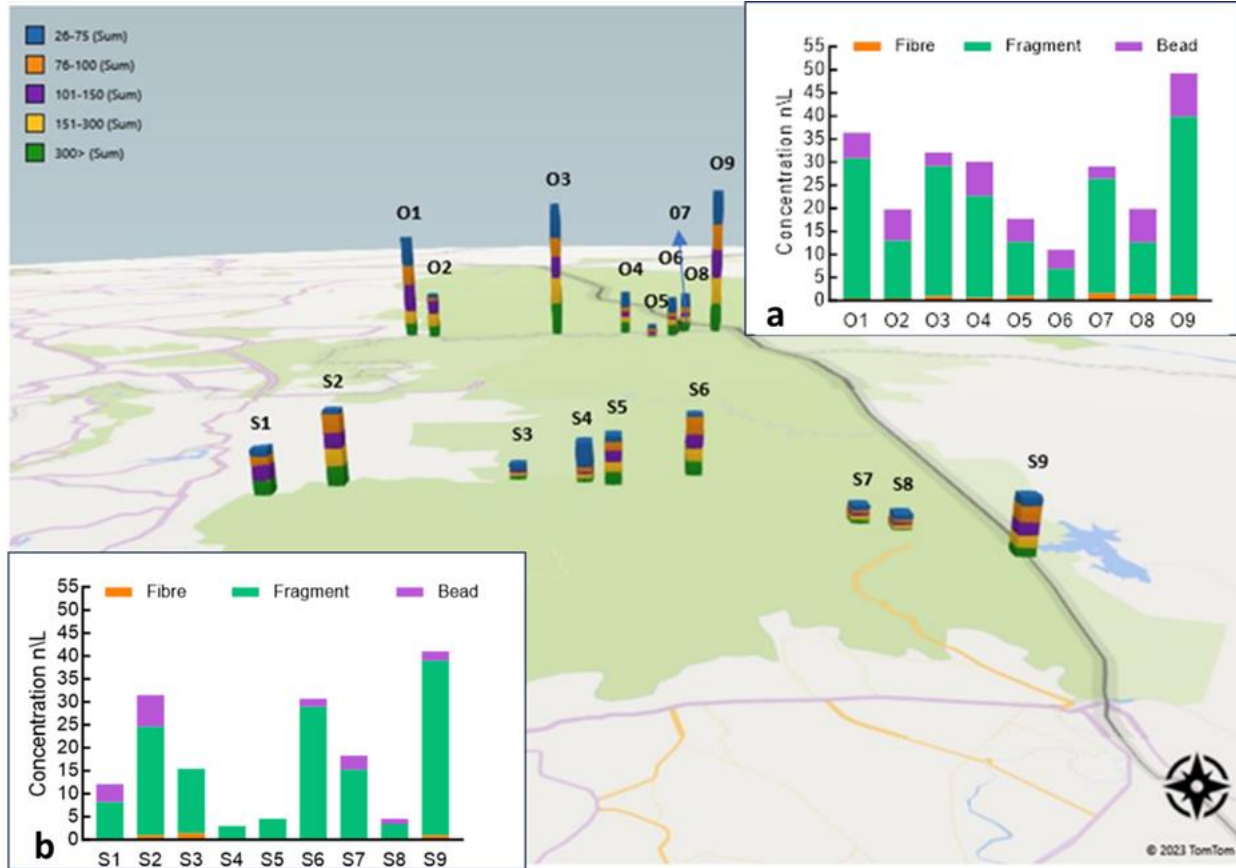 26-75 (Sum)
76-100 (Sum)
101-150 (Sum)
151-300 (Sum)
300> (Sum)
Fibre Fragment Bead
Concentration n\L
55
50
45
40
35
30
25
20
15
10
5
0
a
O1 O2 O3 O4 O5 O6 O7 O8 O9
O1
O2
O3
O4
O5
O6
07
O8
O9
S1
S2
S3
S4
S5
S6
S7
S8
S9
Fibre Fragment Bead
Concentration n\L
55
50
45
40
35
30
25
20
15
10
5
0
b
S1 S2 S3 S4 S5 S6 S7 S8 S9
© 2023 TomTom